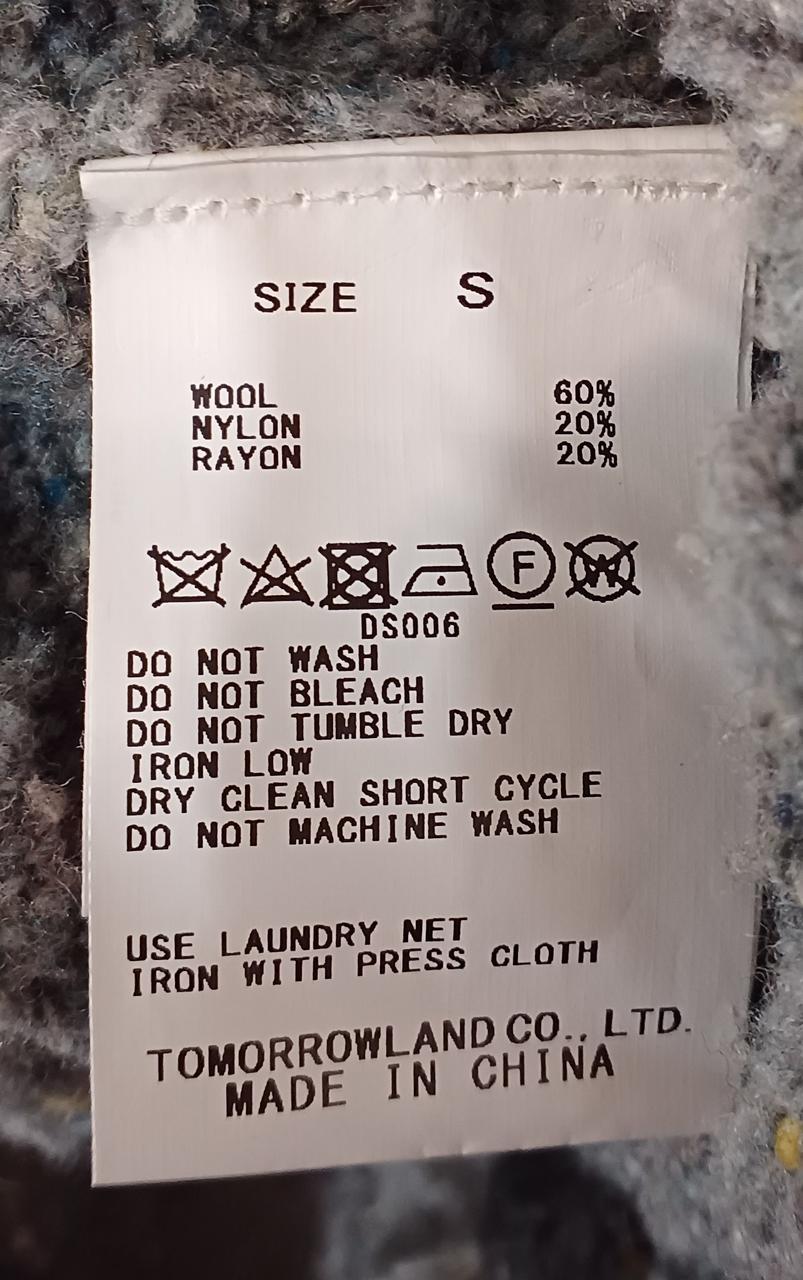 SIZE S
WOOL 60%
NYLON 20%
RAYON 20%
F W
DS006
DO NOT WASH
DO NOT BLEACH
DO NOT TUMBLE DRY
IRON LOW
DRY CLEAN SHORT CYCLE
DO NOT MACHINE WASH
USE LAUNDRY NET
IRON WITH PRESS CLOTH
TOMORROWLAND CO., LTD.
MADE IN CHINA